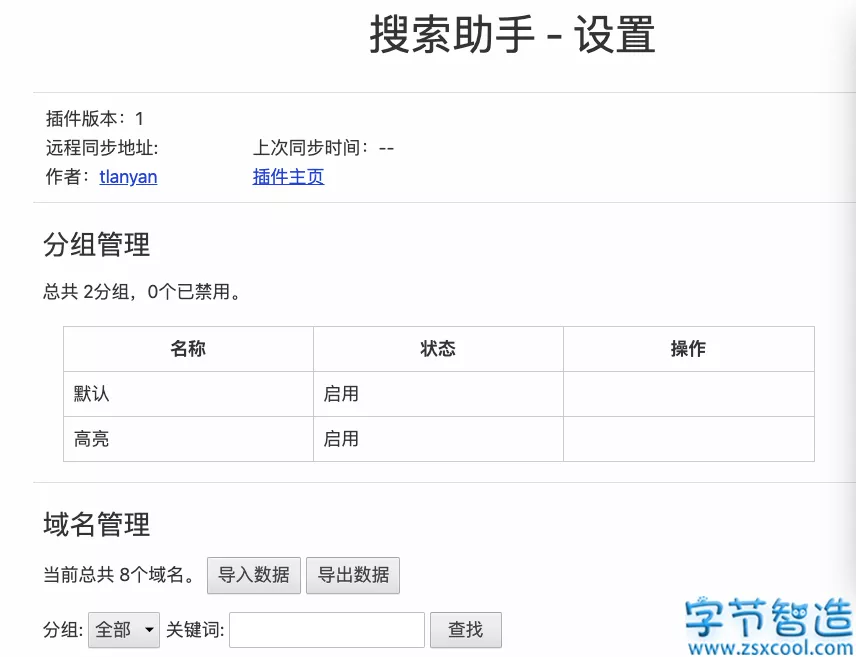 搜索助手 - 设置
插件版本：1
远程同步地址: 上次同步时间：--
作者：tlanyan 插件主页
分组管理
总共 2分组，0个已禁用。
名称 状态 操作
默认 启用
高亮 启用
域名管理
当前总共 8个域名。 导入数据 导出数据
分组: 全部 关键词: 查找
字节智造
www.zsxcool.com